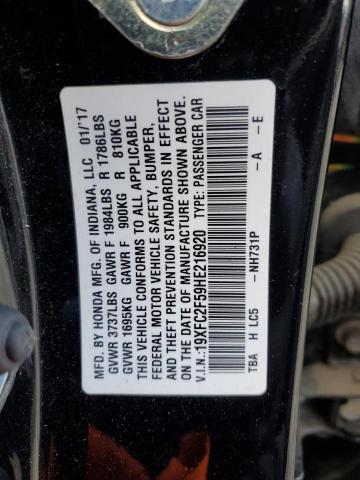 MFD. BY HONDA MFG. OF INDIANA, LLC 01/'17
GVWR 3737LBS GAWR F 1984LBS R 1786LBS
GVWR 1695KG GAWR F 900KG R 810KG
THIS VEHICLE CONFORMS TO ALL APPLICABLE
FEDERAL MOTOR VEHICLE SAFETY, BUMPER,
AND THEFT PREVENTION STANDARDS IN EFFECT
ON THE DATE OF MANUFACTURE SHOWN ABOVE.
V.I.N.:19XFC2F59HE216920 TYPE: PASSENGER CAR
-NH731P -A -E
TBA H LC5